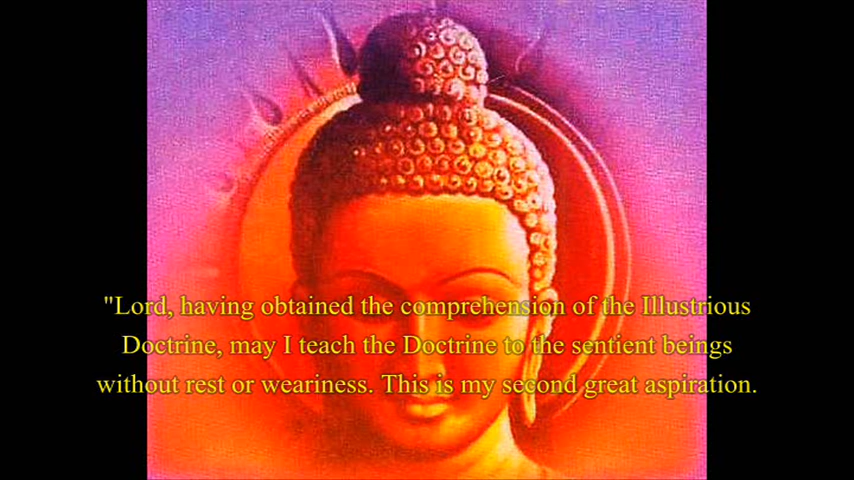 "Lord, having obtained the comprehension of the Illustrious
Doctrine, may I teach the Doctrine to the sentient beings
without rest or weariness. This is my second great aspiration.